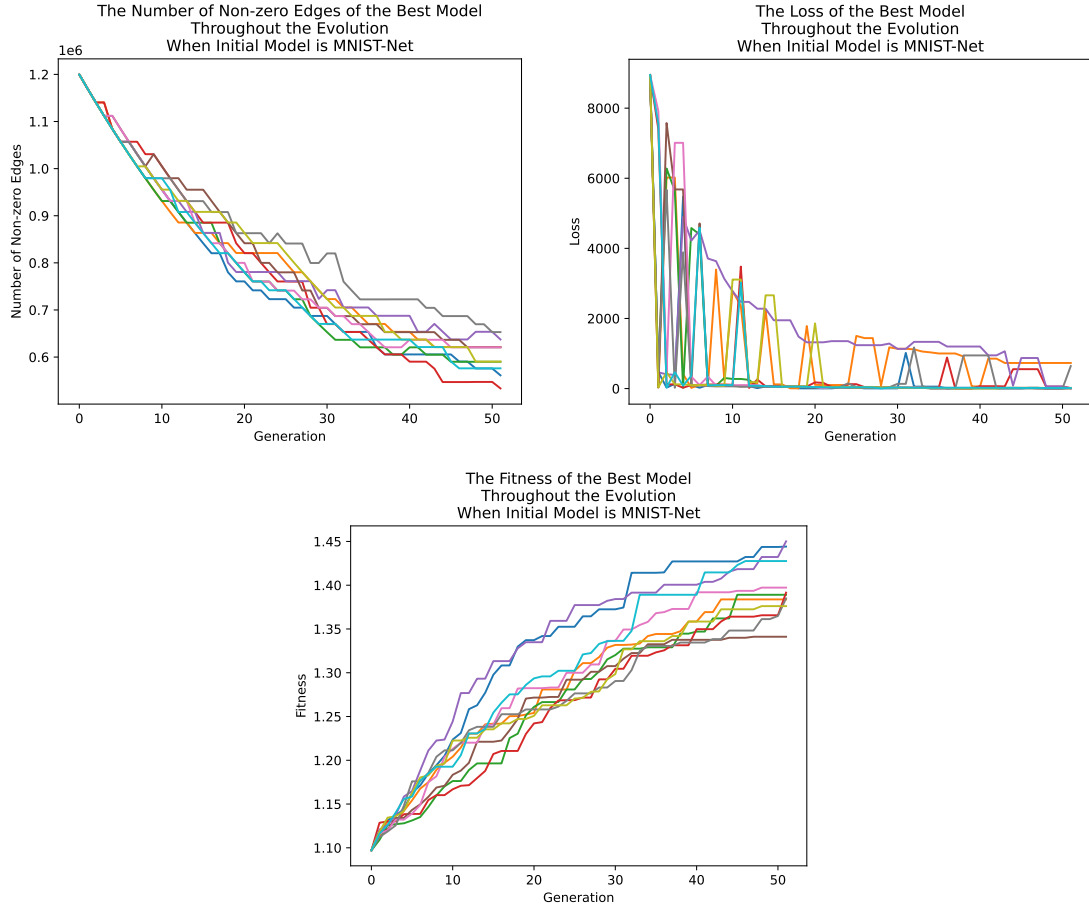 The Number of Non-zero Edges of the Best Model
Throughout the Evolution
When Initial Model is MNIST-Net
1e6
1.2
1.1
1.0
0.9
0.8
0.7
0.6
Number of Non-zero Edges
0 10 20 30 40 50
Generation
The Loss of the Best Model
Throughout the Evolution
When Initial Model is MNIST-Net
8000
6000
4000
2000
0
Loss
0 10 20 30 40 50
Generation
The Fitness of the Best Model
Throughout the Evolution
When Initial Model is MNIST-Net
1.45
1.40
1.35
1.30
1.25
1.20
1.15
1.10
Fitness
0 10 20 30 40 50
Generation